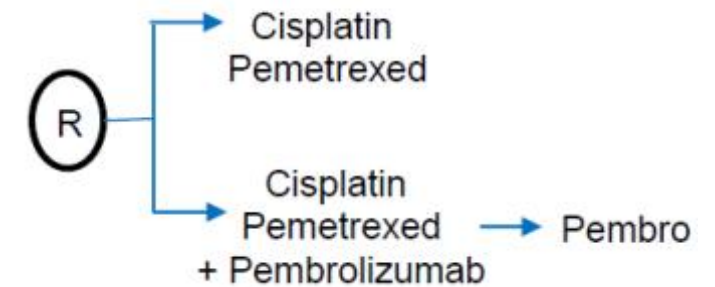 R
Cisplatin
Pemetrexed
Cisplatin
Pemetrexed
+ Pembrolizumab
Pembro